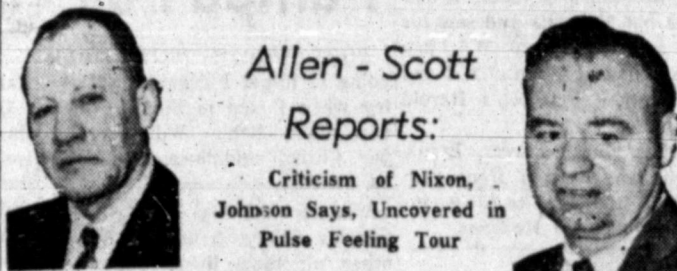 Allen - Scott
Reports:
Criticism of Nixon,
Johnson Says, Uncovered in
Pulse Feeling Tour